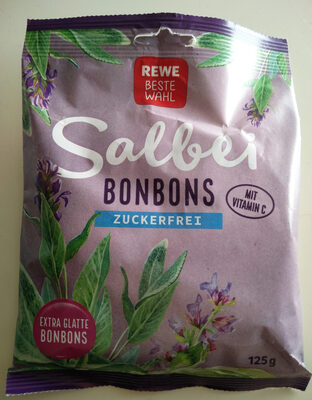 REWE
BESTE
WAHL
Salbei
BONBONS
MIT
VITAMIN C
ZUCKERFREI
EXTRA GLATTE
BONBONS
125g